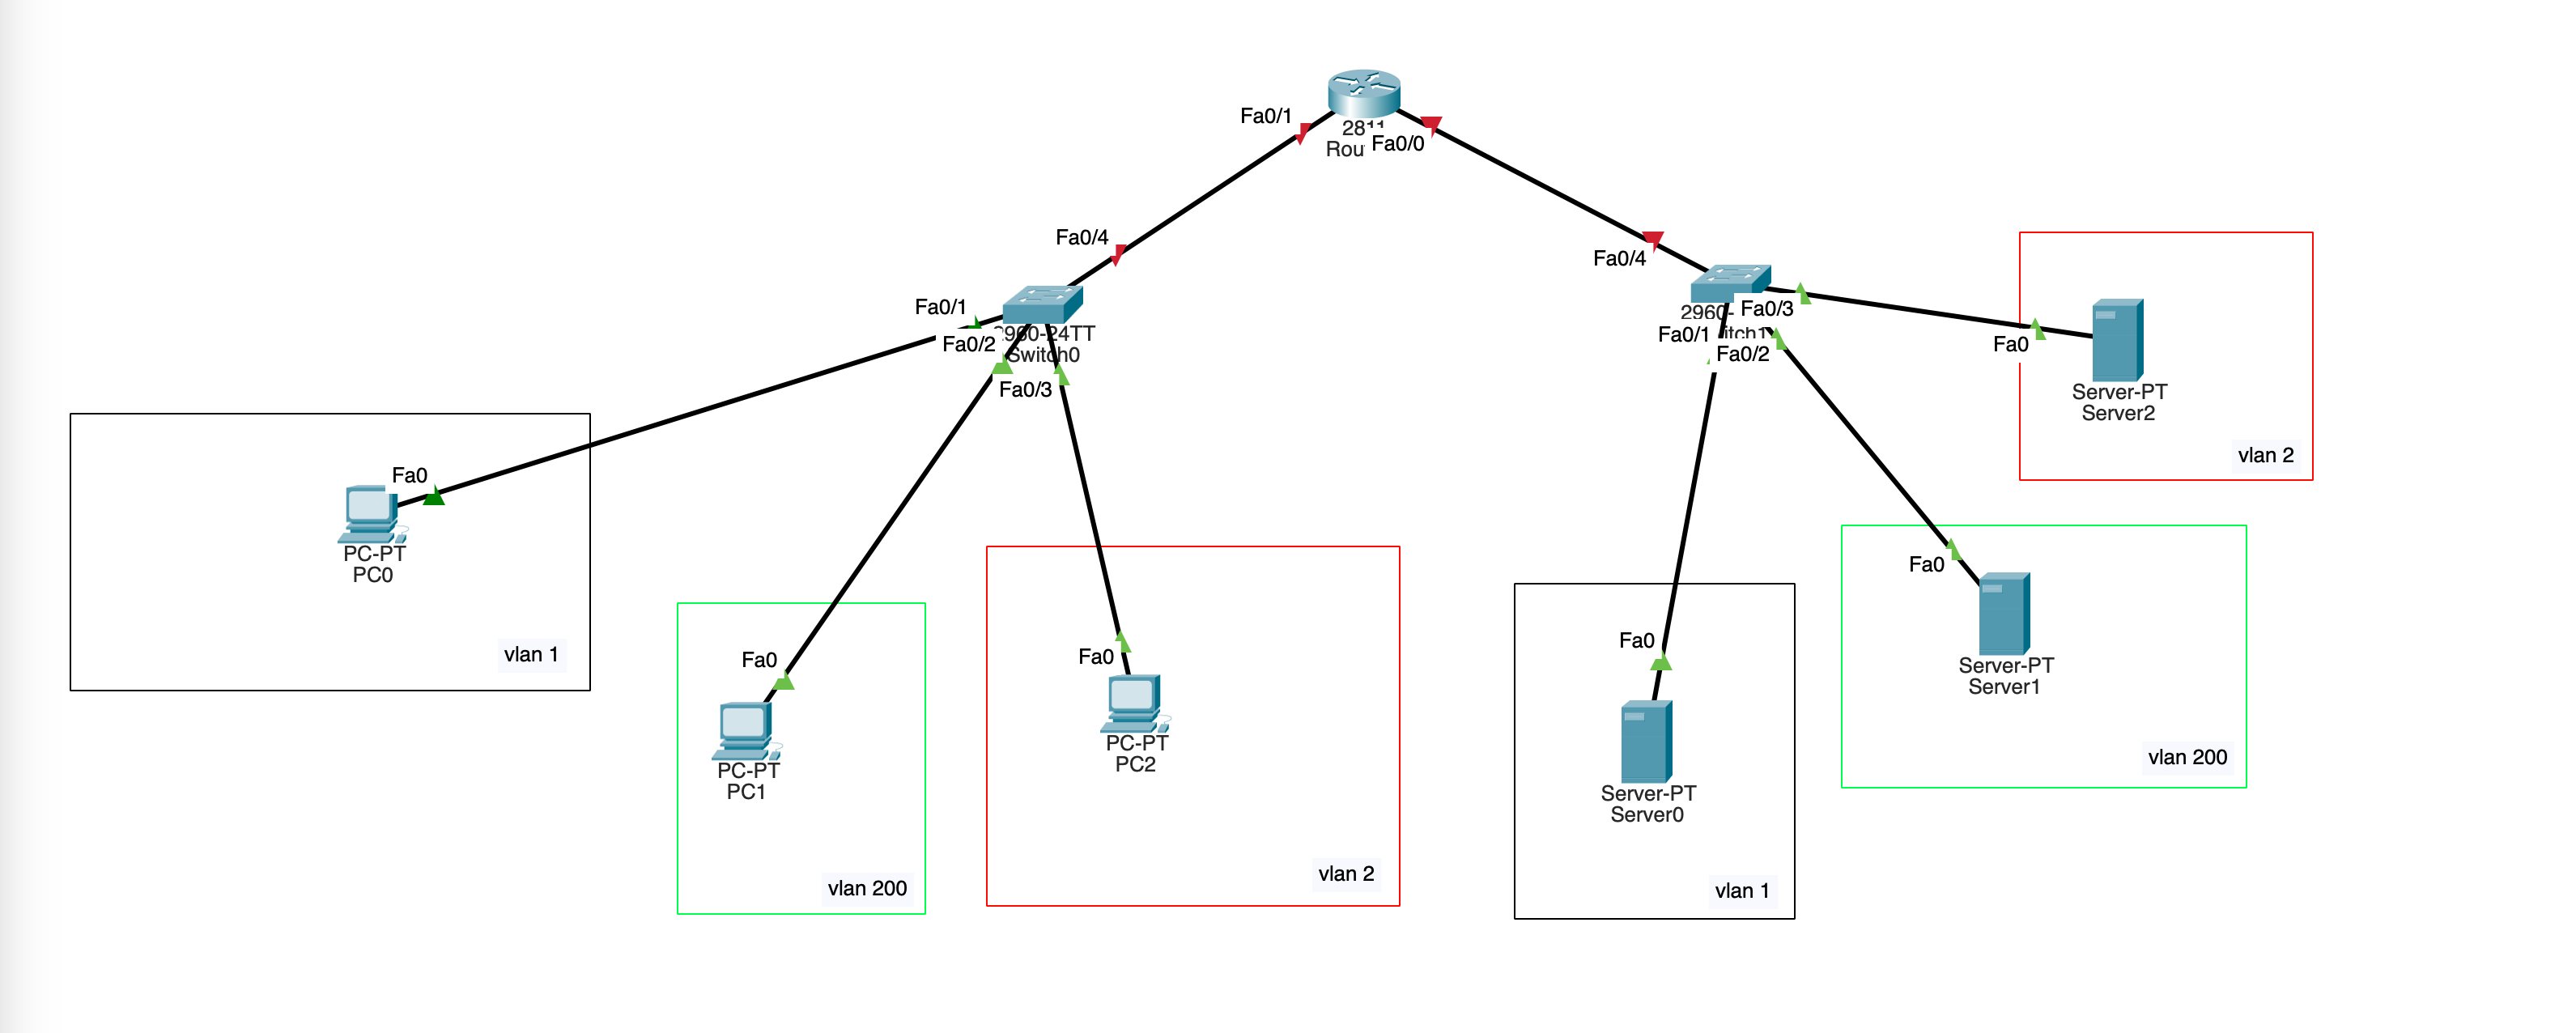 Fa0/1
2811
Fa0/0
Fa0/4
Fa0/4
Fa0/1
2960-24TT
Fa0/2
Switch0
Fa0/3
2960-
Fa0/3
Fa0/1
Fa0/2
Fa0
Server-PT
Server2
vlan 2
Fa0
PC-PT
PC0
vlan 1
Fa0
PC-PT
PC1
vlan 200
Fa0
PC-PT
PC2
vlan 2
Fa0
Server-PT
Server0
vlan 1
Fa0
Server-PT
Server1
vlan 200